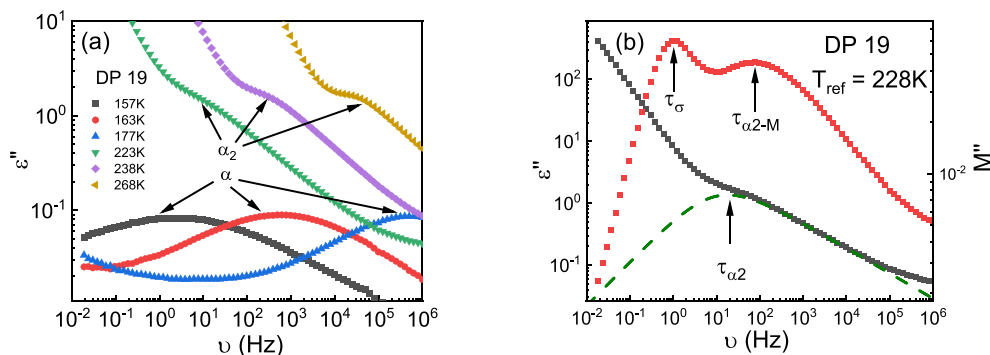 (a)
DP 19
157K
163K
177K
223K
238K
268K
α₂
α
ε''
10¹
10⁰
10⁻¹
10⁻² 10⁻¹ 10⁰ 10¹ 10² 10³ 10⁴ 10⁵ 10⁶
υ (Hz)
(b)
DP 19
T_ref = 228K
τ_σ
τ_α2-M
τ_α2
ε''
10²
10¹
10⁰
10⁻¹
10⁻²
M''
10⁻² 10⁻¹ 10⁰ 10¹ 10² 10³ 10⁴ 10⁵ 10⁶
υ (Hz)